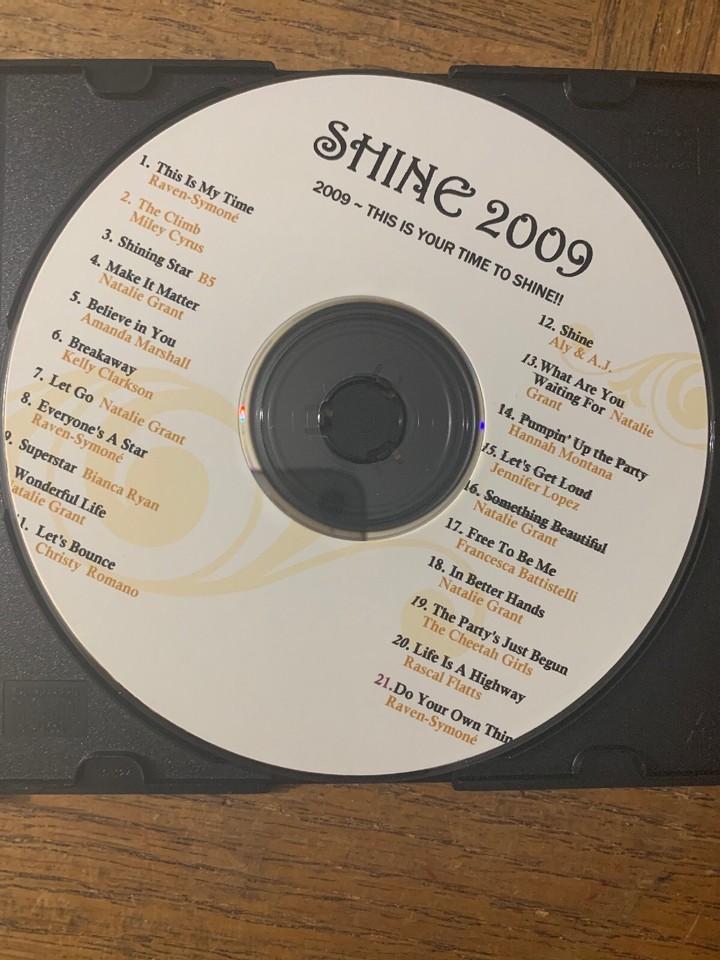 SHINE 2009
2009 ~ THIS IS YOUR TIME TO SHINE!!
1. This Is My Time
Raven-Symoné
2. The Climb
Miley Cyrus
3. Shining Star B5
4. Make It Matter
Natalie Grant
5. Believe in You
Amanda Marshall
6. Breakaway
Kelly Clarkson
7. Let Go Natalie Grant
8. Everyone's A Star
Raven-Symoné
9. Superstar Bianca Ryan
Wonderful Life
atalie Grant
1. Let's Bounce
Christy Romano
12. Shine
Aly & A.J.
13.What Are You
Waiting For Natalie
Grant
14. Pumpin' Up the Party
Hannah Montana
15. Let's Get Loud
Jennifer Lopez
16. Something Beautiful
Natalie Grant
17. Free To Be Me
Francesca Battistelli
18. In Better Hands
Natalie Grant
19. The Party's Just Begun
The Cheetah Girls
20. Life Is A Highway
Rascal Flatts
21.Do Your Own Thin
Raven-Symoné